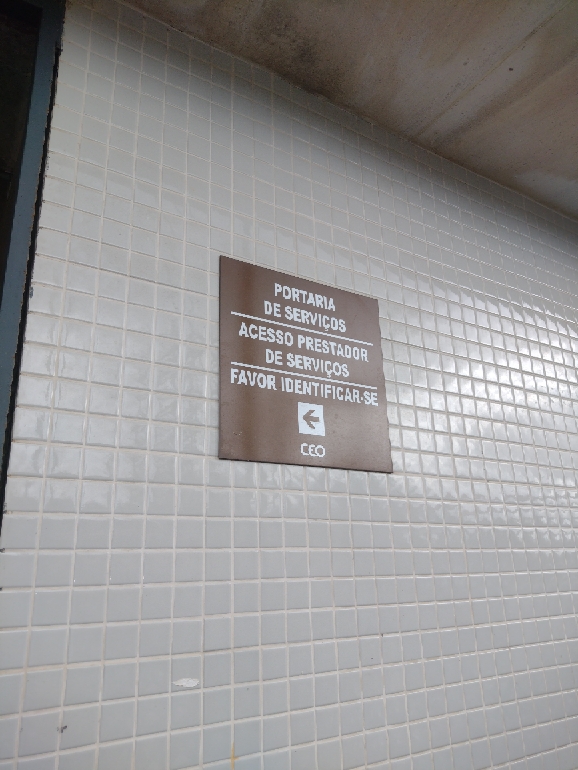 PORTARIA
DE SERVIÇOS
ACESSO PRESTADOR
DE SERVIÇOS
FAVOR IDENTIFICAR-SE
CEO